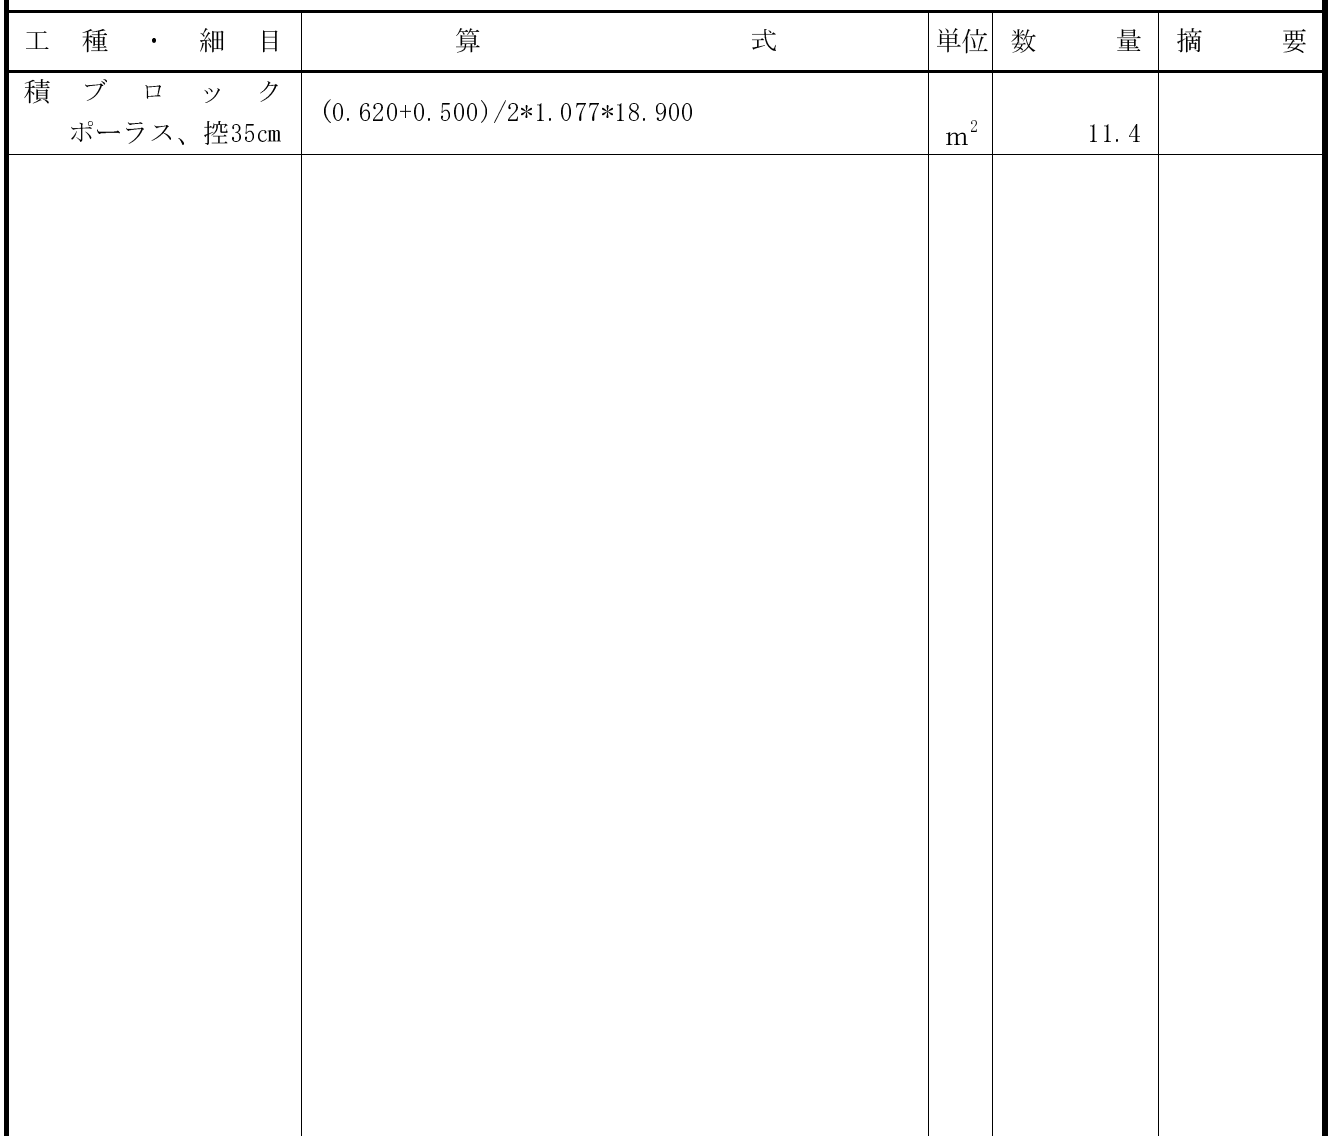 工種・細目 算式 単位 数量 摘要
積ブロック
(0.620+0.500)/2*1.077*18.900
ポーラス、控35cm m² 11.4